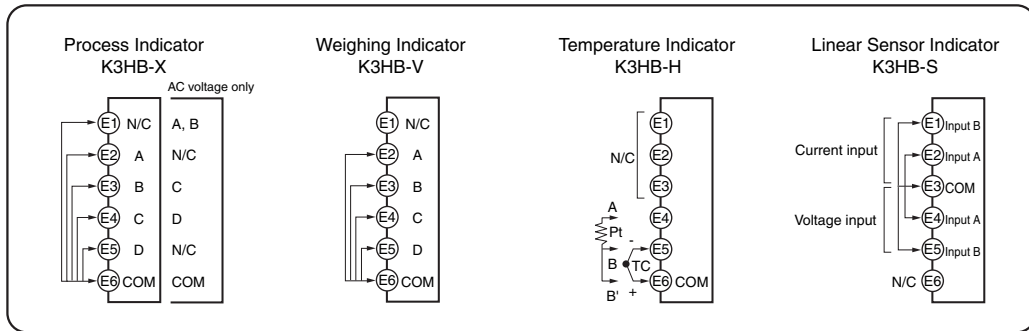 Process Indicator
K3HB-X
AC voltage only
E1 N/C A, B
E2 A N/C
E3 B C
E4 C D
E5 D N/C
E6 COM COM
Weighing Indicator
K3HB-V
E1 N/C
E2 A
E3 B
E4 C
E5 D
E6 COM
Temperature Indicator
K3HB-H
E1
N/C E2
E3
A E4
Pt
- E5
B TC
E6 COM
B' +
Linear Sensor Indicator
K3HB-S
E1 Input B
Current input E2 Input A
E3 COM
Voltage input E4 Input A
E5 Input B
N/C E6